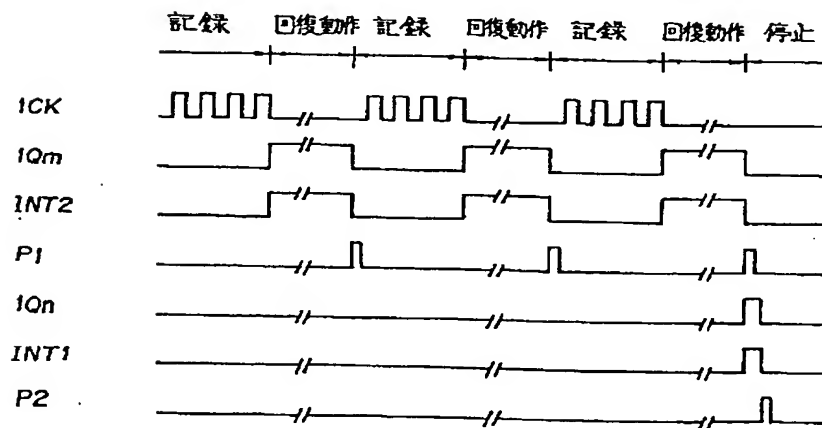 記録 回復動作 記録 回復動作 記録 回復動作 停止
1CK
1Qm
INT2
P1
1Qn
INT1
P2